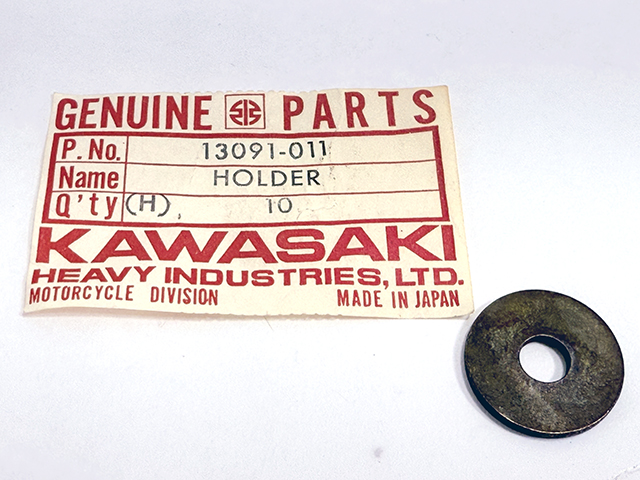 GENUINE PARTS
P. No. 13091-011
Name HOLDER
Q'ty (H) 10
KAWASAKI
HEAVY INDUSTRIES, LTD.
MOTORCYCLE DIVISION MADE IN JAPAN